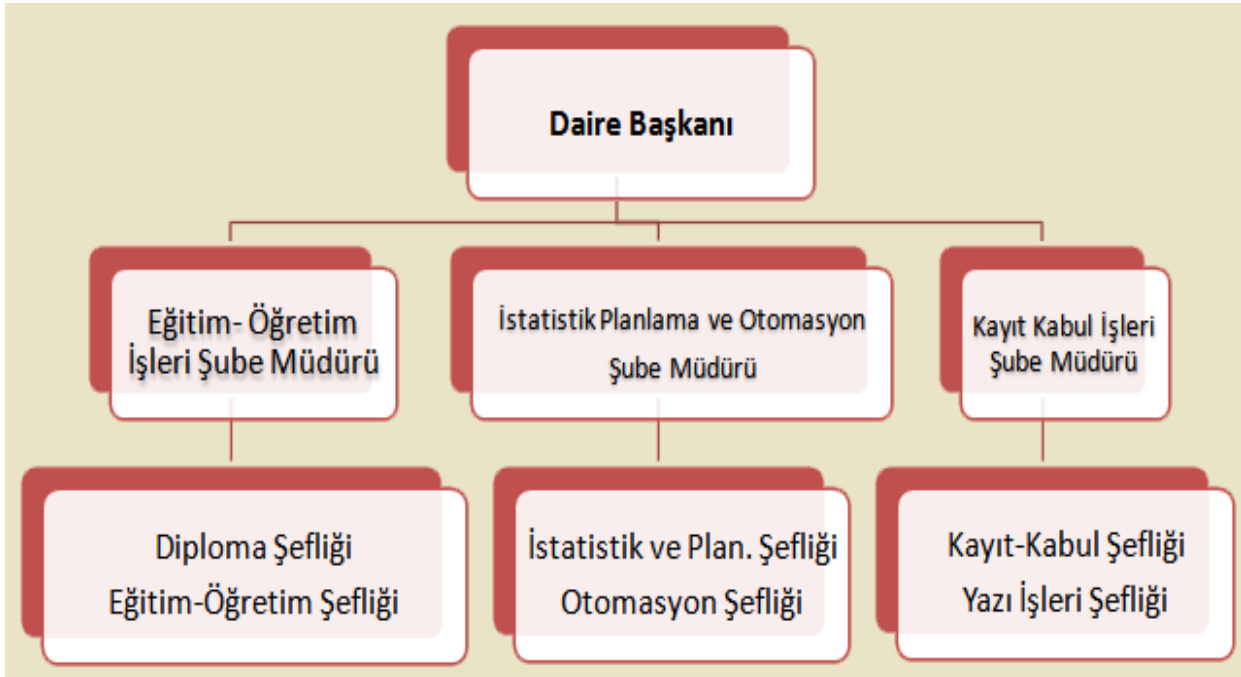 Daire Başkanı
Eğitim- Öğretim
İşleri Şube Müdürü
İstatistik Planlama ve Otomasyon
Şube Müdürü
Kayıt Kabul İşleri
Şube Müdürü
Diploma Şefliği
Eğitim-Öğretim Şefliği
İstatistik ve Plan. Şefliği
Otomasyon Şefliği
Kayıt-Kabul Şefliği
Yazı İşleri Şefliği